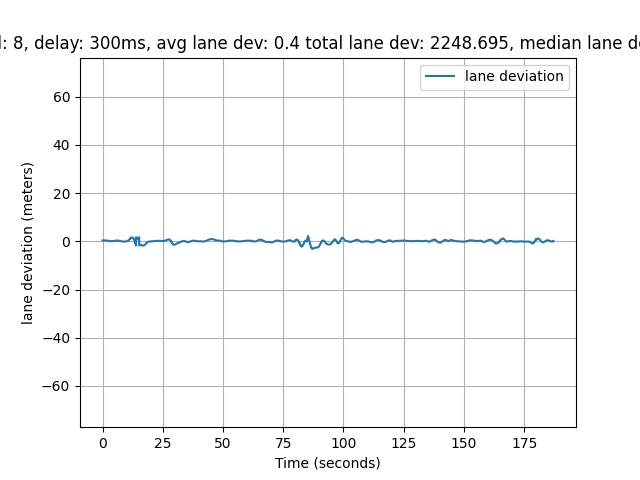 : 8, delay: 300ms, avg lane dev: 0.4 total lane dev: 2248.695, median lane
lane deviation
60
40
20
0
−20
−40
−60
lane deviation (meters)
0 25 50 75 100 125 150 175
Time (seconds)